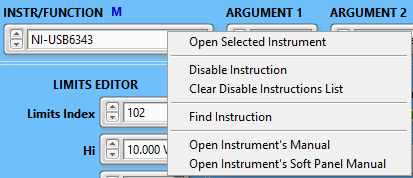 INSTR/FUNCTION M ARGUMENT 1 ARGUMENT 2
NI-USB6343
Open Selected Instrument
Disable Instruction
Clear Disable Instructions List
Find Instruction
Open Instrument's Manual
Open Instrument's Soft Panel Manual
LIMITS EDITOR
Limits Index 102
Hi 10.000